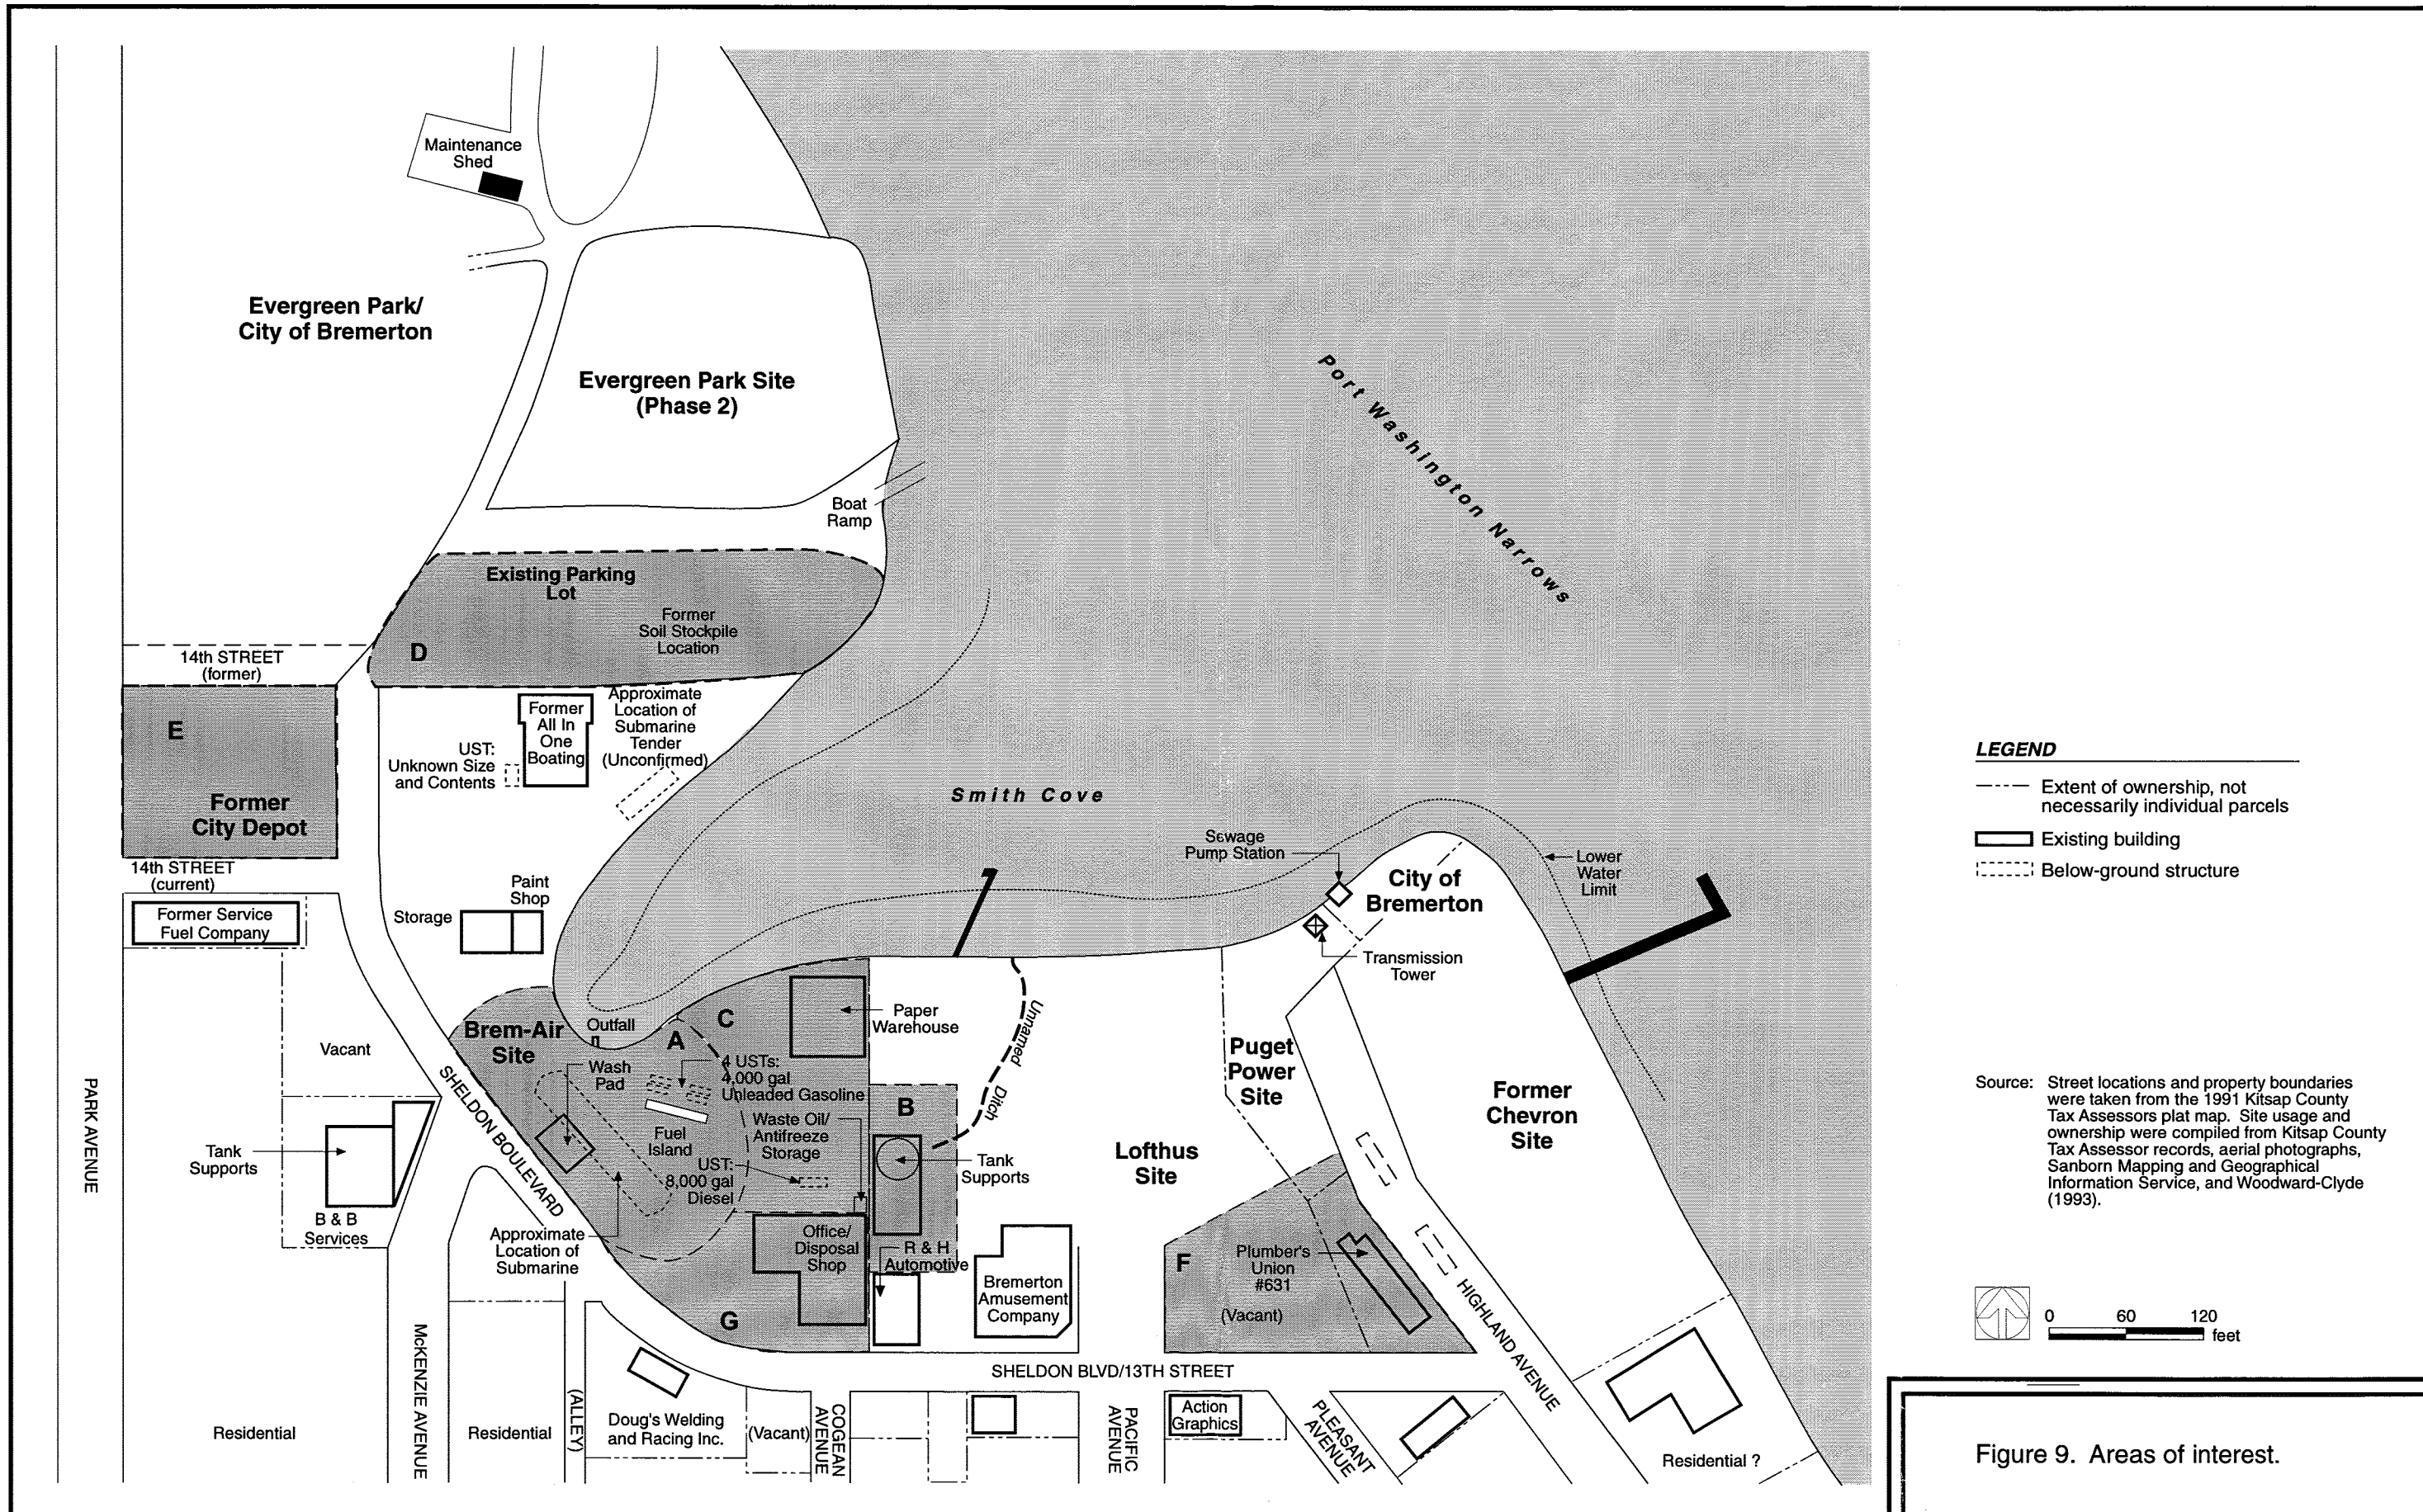 Maintenance
Shed
Evergreen Park/
City of Bremerton
Evergreen Park Site
(Phase 2)
Port Washington Narrows
Boat
Ramp
Existing Parking
Lot
Former
Soil Stockpile
Location
D
14th STREET
(former)
E
Former
City Depot
14th STREET
(current)
Former
All In
One
Boating
Approximate
Location of
Submarine
Tender
(Unconfirmed)
UST:
Unknown Size
and Contents
Smith Cove
Sewage
Pump Station
City of
Bremerton
Lower
Water
Limit
Transmission
Tower
Paint
Shop
Storage
Former Service
Fuel Company
Vacant
Brem-Air
Site
Outfall
A
C
Paper
Warehouse
Unnamed Ditch
Wash
Pad
4 USTs:
4,000 gal
Unleaded Gasoline
B
Waste Oil/
Antifreeze
Storage
Fuel
Island
UST:
8,000 gal
Diesel
Tank
Supports
Lofthus
Site
Puget
Power
Site
Former
Chevron
Site
PARK AVENUE
SHELDON BOULEVARD
Tank
Supports
B & B
Services
Approximate
Location of
Submarine
Office/
Disposal
Shop
R & H
Automotive
Bremerton
Amusement
Company
F
Plumber's
Union
#631
(Vacant)
G
HIGHLAND AVENUE
SHELDON BLVD/13TH STREET
Residential
McKENZIE AVENUE
Residential
(ALLEY)
Doug's Welding
and Racing Inc.
(Vacant)
COGEAN
AVENUE
PACIFIC
AVENUE
Action
Graphics
PLEASANT
AVENUE
Residential ?
LEGEND
Extent of ownership, not
necessarily individual parcels
Existing building
Below-ground structure
Source: Street locations and property boundaries
were taken from the 1991 Kitsap County
Tax Assessors plat map. Site usage and
ownership were compiled from Kitsap County
Tax Assessor records, aerial photographs,
Sanborn Mapping and Geographical
Information Service, and Woodward-Clyde
(1993).
0 60 120
feet
Figure 9. Areas of interest.